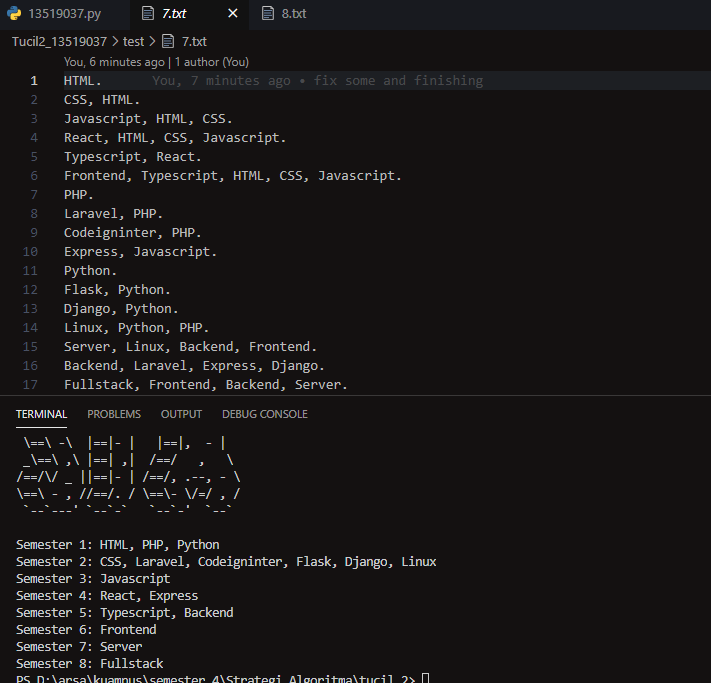 13519037.py 7.txt × 8.txt
Tucil2_13519037 > test > 7.txt
You, 6 minutes ago | 1 author (You)
1 HTML. You, 7 minutes ago • fix some and finishing
2 CSS, HTML.
3 Javascript, HTML, CSS.
4 React, HTML, CSS, Javascript.
5 Typescript, React.
6 Frontend, Typescript, HTML, CSS, Javascript.
7 PHP.
8 Laravel, PHP.
9 Codeigninter, PHP.
10 Express, Javascript.
11 Python.
12 Flask, Python.
13 Django, Python.
14 Linux, Python, PHP.
15 Server, Linux, Backend, Frontend.
16 Backend, Laravel, Express, Django.
17 Fullstack, Frontend, Backend, Server.
TERMINAL PROBLEMS OUTPUT DEBUG CONSOLE
\==\ -\  |==|- |   |==|,  - |
_\==\ ,\ |==| ,|  /==/   ,   \
/==/\/ _ ||==|- | /==/, .--, - \
\==\ - , //==/. / \==\- \/=/ , /
`--`---' `--`-`   `--`-'  `--`
Semester 1: HTML, PHP, Python
Semester 2: CSS, Laravel, Codeigninter, Flask, Django, Linux
Semester 3: Javascript
Semester 4: React, Express
Semester 5: Typescript, Backend
Semester 6: Frontend
Semester 7: Server
Semester 8: Fullstack
PS D:\arsa\kuampus\semester 4\Strategi Algoritma\tucil 2>